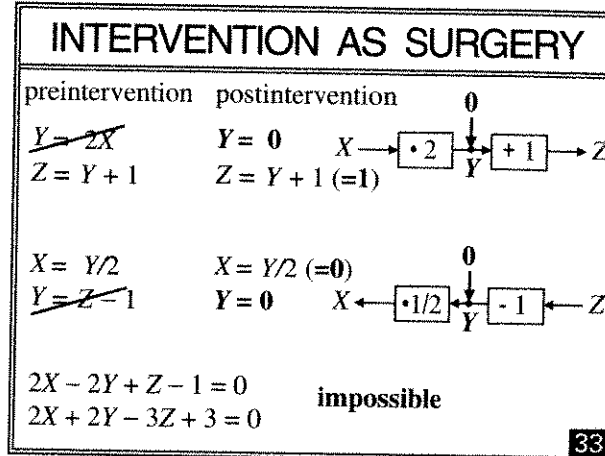 INTERVENTION AS SURGERY
preintervention postintervention
Y = 2X Y = 0
Z = Y + 1 Z = Y + 1 (=1)
0
X • 2 Y + 1 Z
X = Y/2 X = Y/2 (=0)
Y = Z – 1 Y = 0
0
X •1/2 Y - 1 Z
2X – 2Y + Z – 1 = 0
2X + 2Y – 3Z + 3 = 0
impossible
33